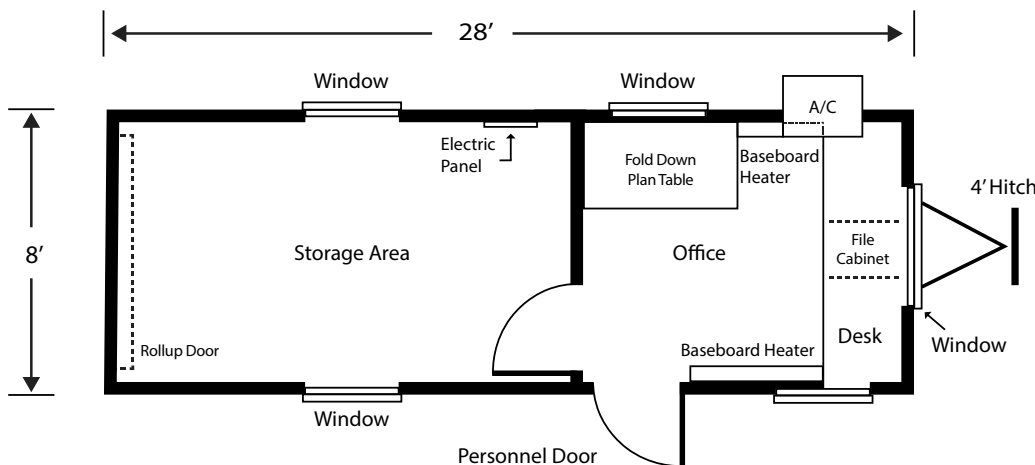 28’
Window
Window
A/C
Electric
Panel
Fold Down
Plan Table
Baseboard
Heater
4’ Hitch
8’
Storage Area
Office
File
Cabinet
Rollup Door
Baseboard Heater
Desk
Window
Window
Personnel Door